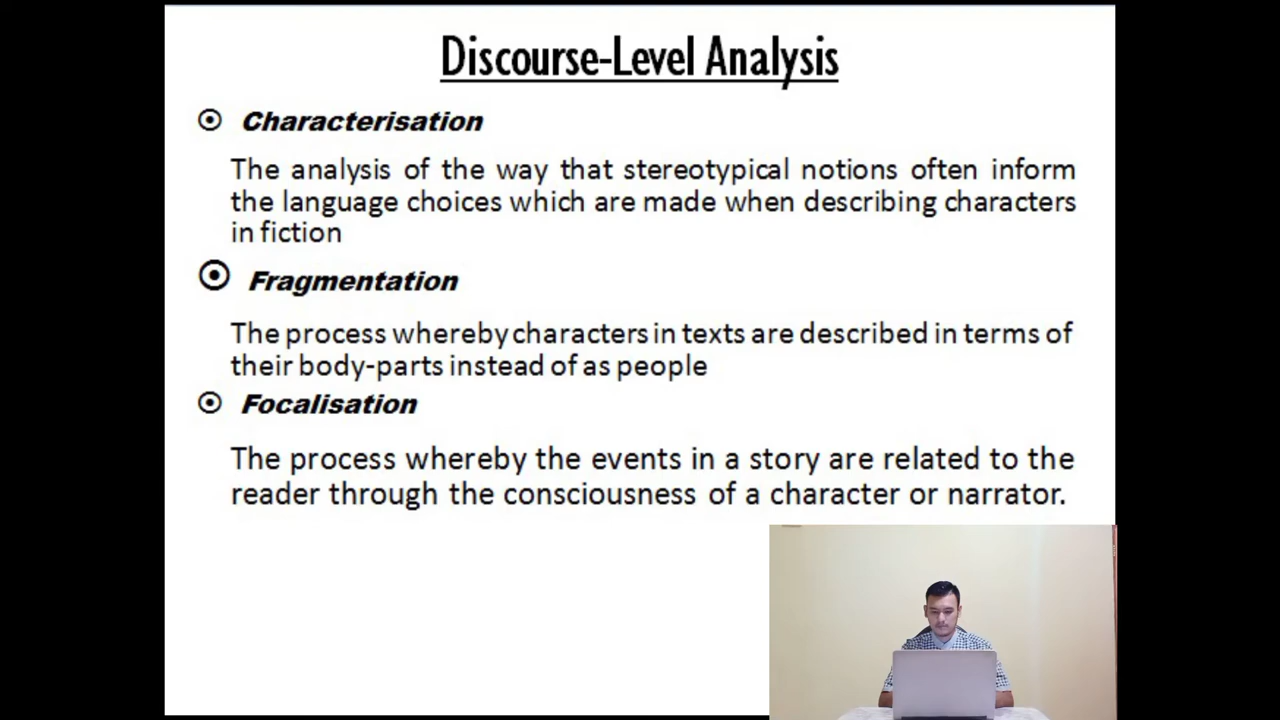 Discourse-Level Analysis
Characterisation
The analysis of the way that stereotypical notions often inform
the language choices which are made when describing characters
in fiction
Fragmentation
The process whereby characters in texts are described in terms of
their body-parts instead of as people
Focalisation
The process whereby the events in a story are related to the
reader through the consciousness of a character or narrator.